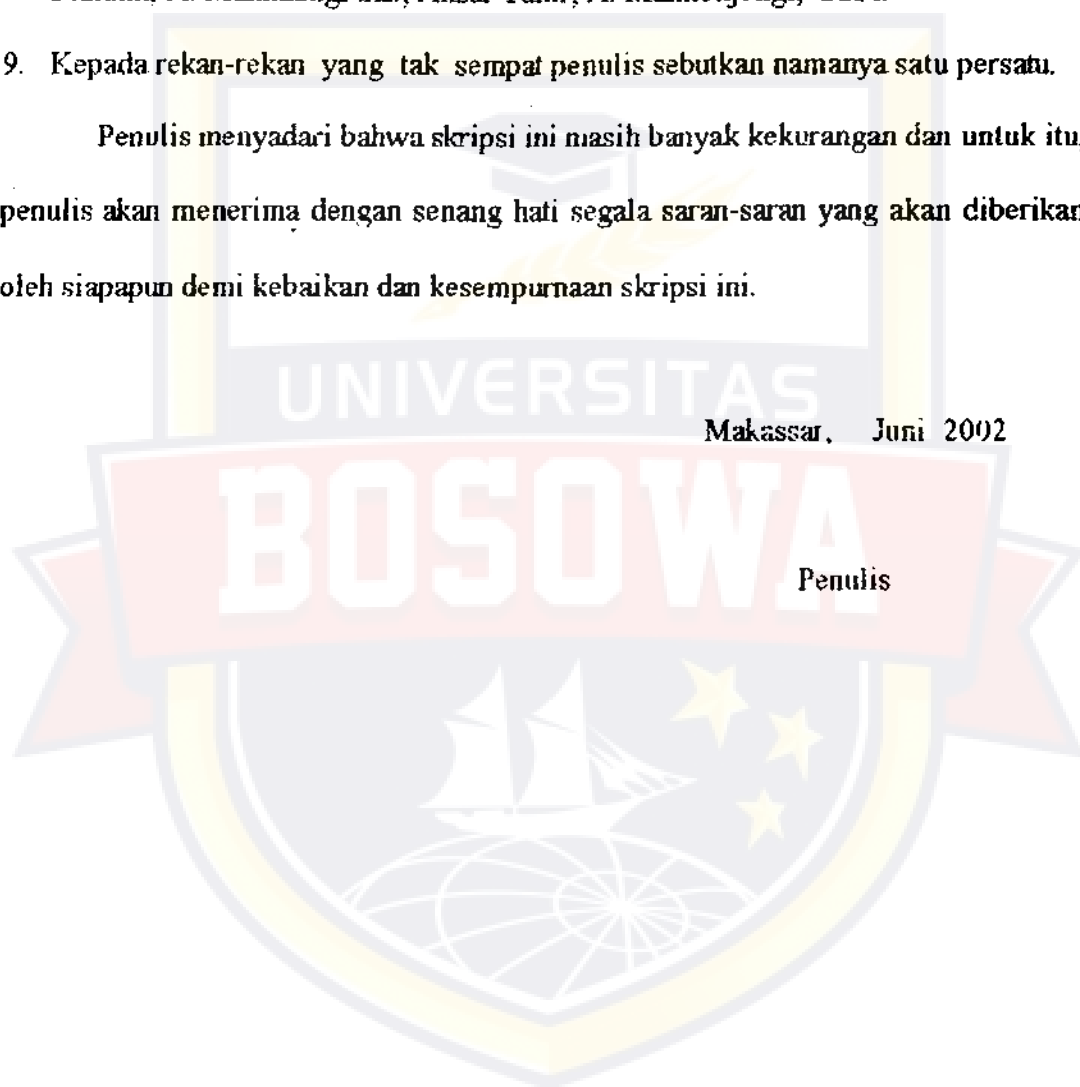 9. Kepada rekan-rekan yang tak sempat penulis sebutkan namanya satu persatu.
Penulis menyadari bahwa skripsi ini masih banyak kekurangan dan untuk itu,
penulis akan menerima dengan senang hati segala saran-saran yang akan diberikan
oleh siapapun demi kebaikan dan kesempurnaan skripsi ini.
UNIVERSITAS
Makassar, Juni 2002
BOSOWA
Penulis